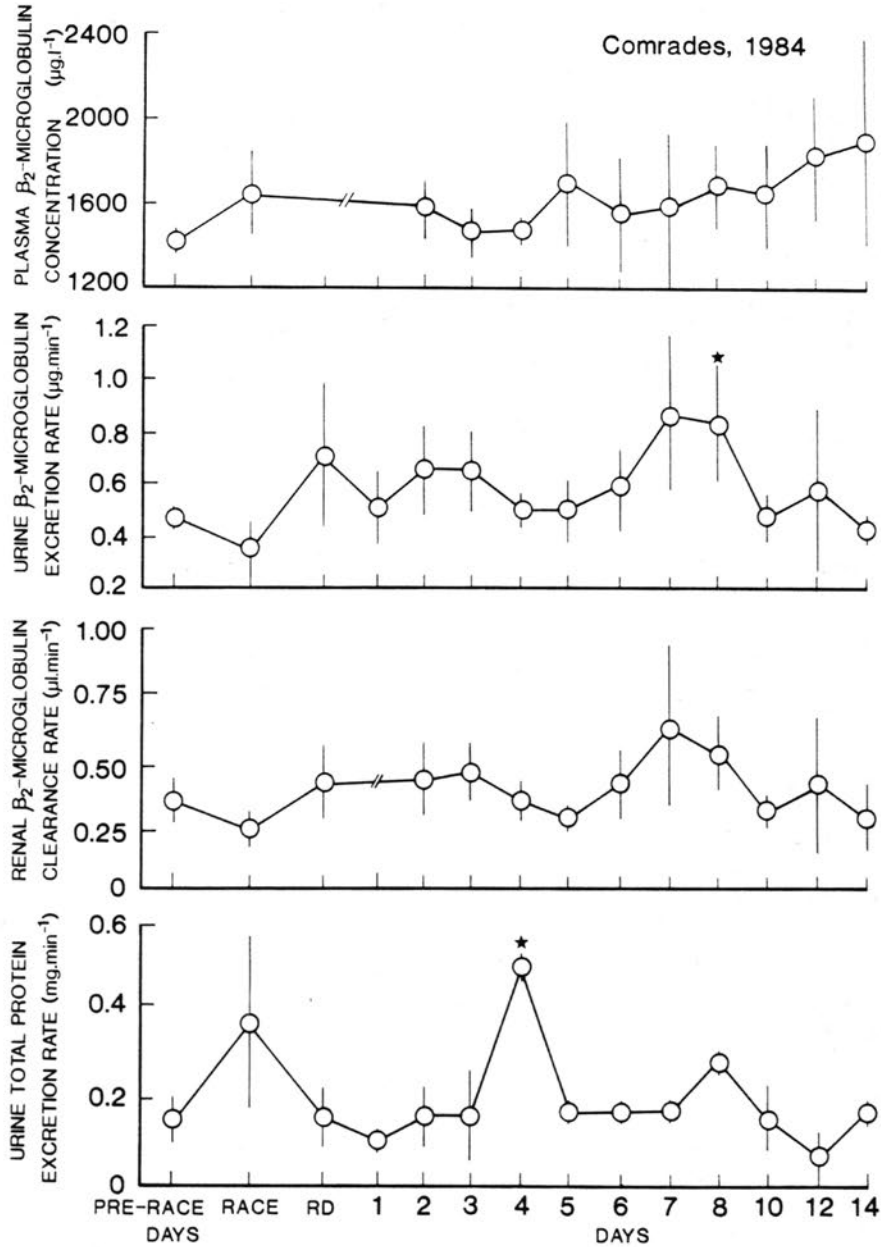 Comrades, 1984
PLASMA β₂-MICROGLOBULIN
CONCENTRATION (µg.l⁻¹)
2400
2000
1600
1200
URINE β₂-MICROGLOBULIN
EXCRETION RATE (µg.min⁻¹)
1.2
1.0
0.8
0.6
0.4
0.2
★
RENAL β₂-MICROGLOBULIN
CLEARANCE RATE (µl.min⁻¹)
1.00
0.75
0.50
0.25
0
URINE TOTAL PROTEIN
EXCRETION RATE (mg.min⁻¹)
0.6
0.4
0.2
0
★
PRE-RACE RACE RD 1 2 3 4 5 6 7 8 10 12 14
DAYS DAYS